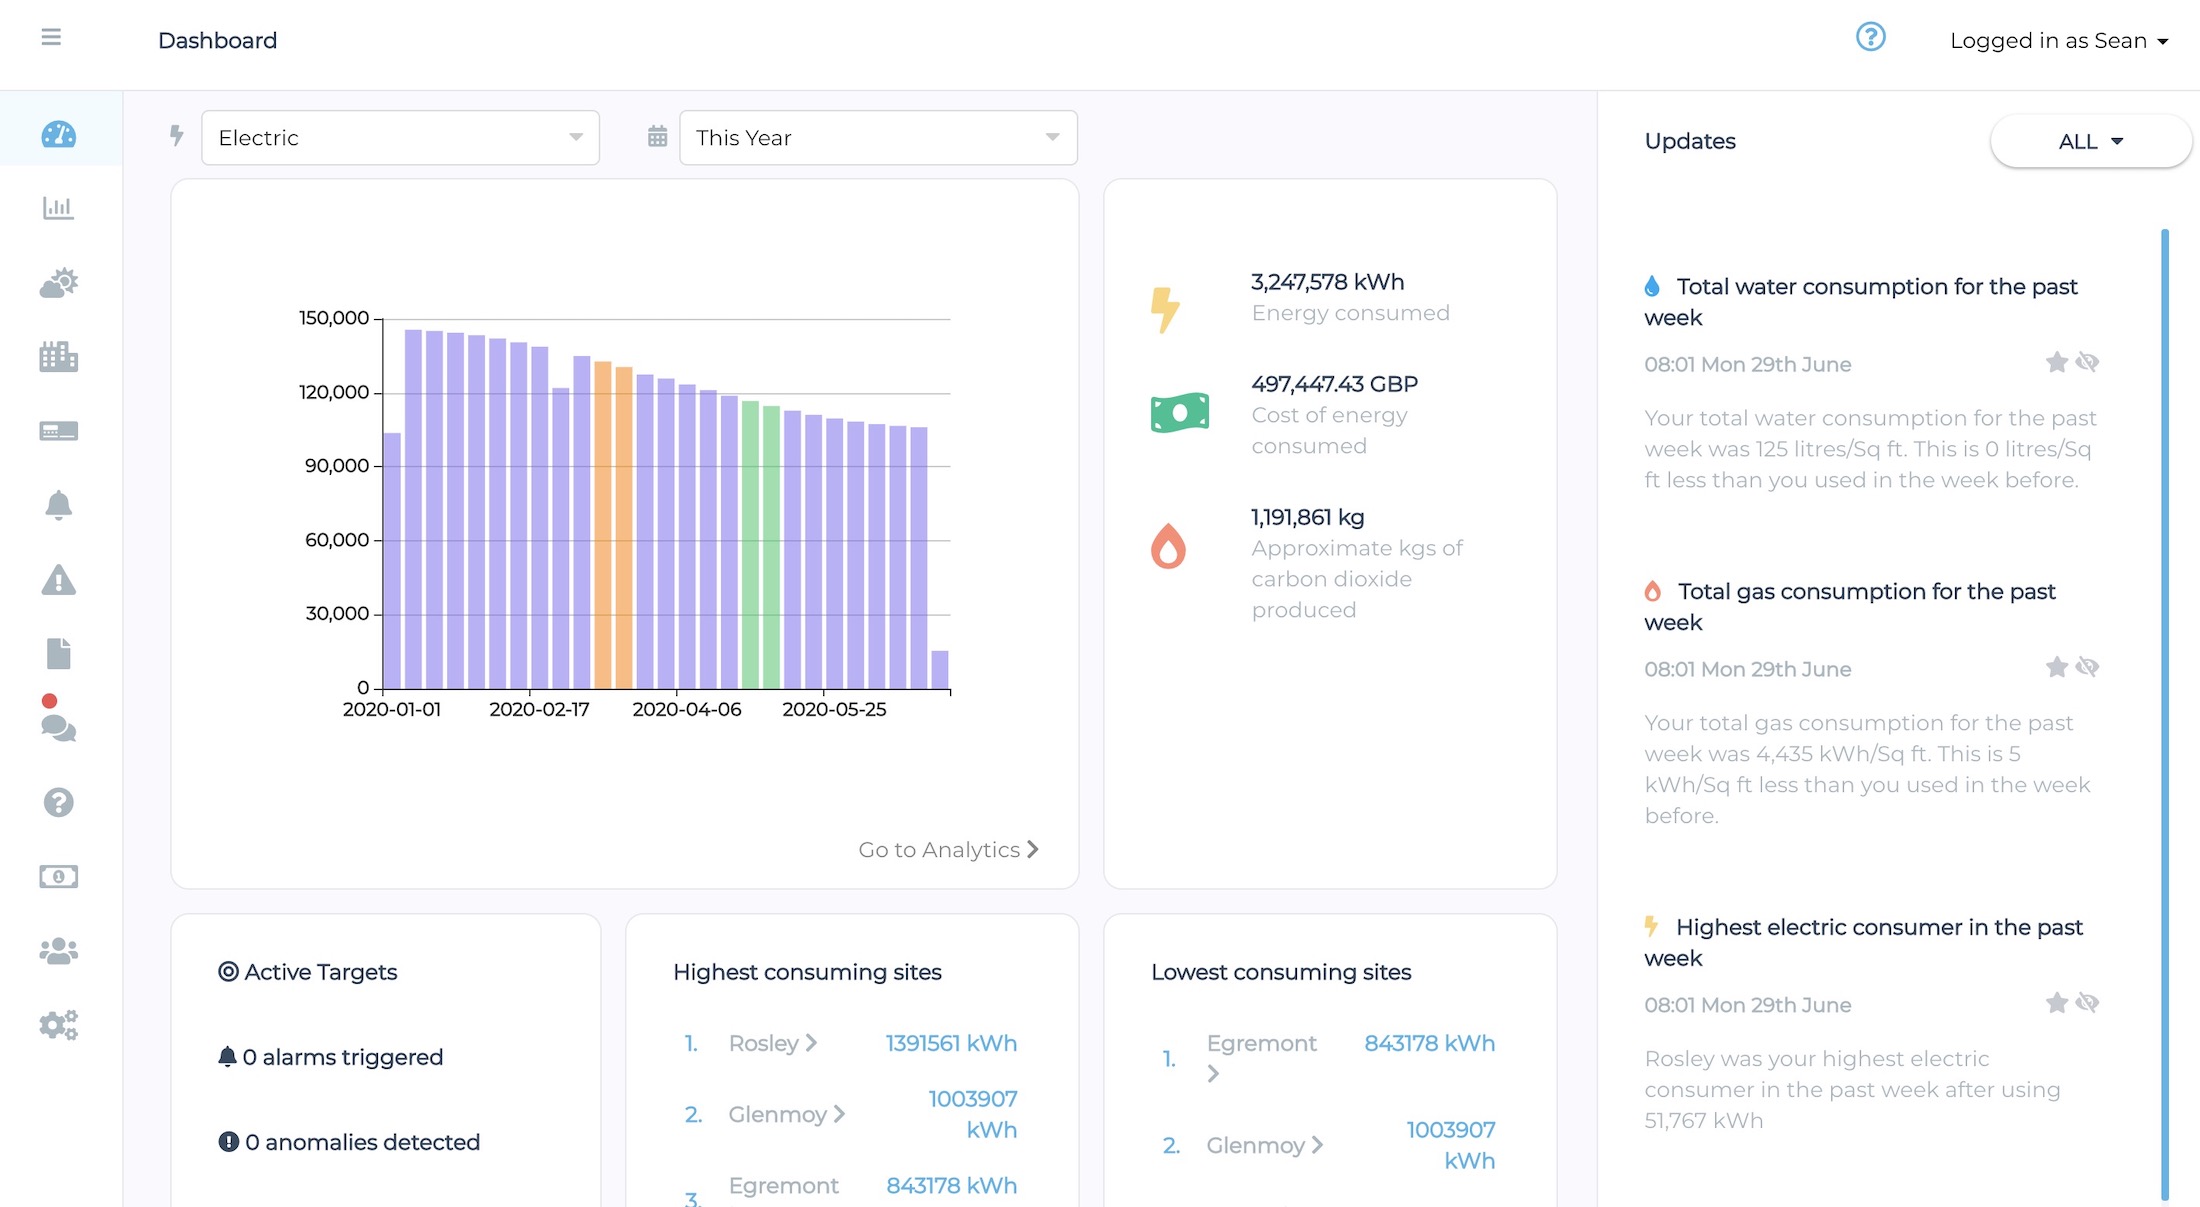 Dashboard
Logged in as Sean
Electric
This Year
150,000
120,000
90,000
60,000
30,000
0
2020-01-01 2020-02-17 2020-04-06 2020-05-25
Go to Analytics
3,247,578 kWh
Energy consumed
497,447.43 GBP
Cost of energy
consumed
1,191,861 kg
Approximate kgs of
carbon dioxide
produced
Active Targets
0 alarms triggered
0 anomalies detected
Highest consuming sites
1. Rosley 1391561 kWh
2. Glenmoy 1003907
kWh
3. Egremont 843178 kWh
Lowest consuming sites
1. Egremont 843178 kWh
2. Glenmoy 1003907
kWh
Updates
ALL
Total water consumption for the past
week
08:01 Mon 29th June
Your total water consumption for the past
week was 125 litres/Sq ft. This is 0 litres/Sq
ft less than you used in the week before.
Total gas consumption for the past
week
08:01 Mon 29th June
Your total gas consumption for the past
week was 4,435 kWh/Sq ft. This is 5
kWh/Sq ft less than you used in the week
before.
Highest electric consumer in the past
week
08:01 Mon 29th June
Rosley was your highest electric
consumer in the past week after using
51,767 kWh